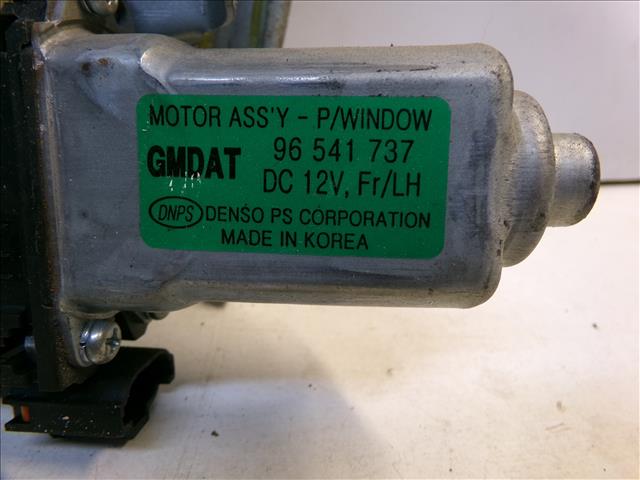 MOTOR ASS'Y - P/WINDOW
GMDAT 96 541 737
DC 12V, Fr/LH
DNPS DENSO PS CORPORATION
MADE IN KOREA